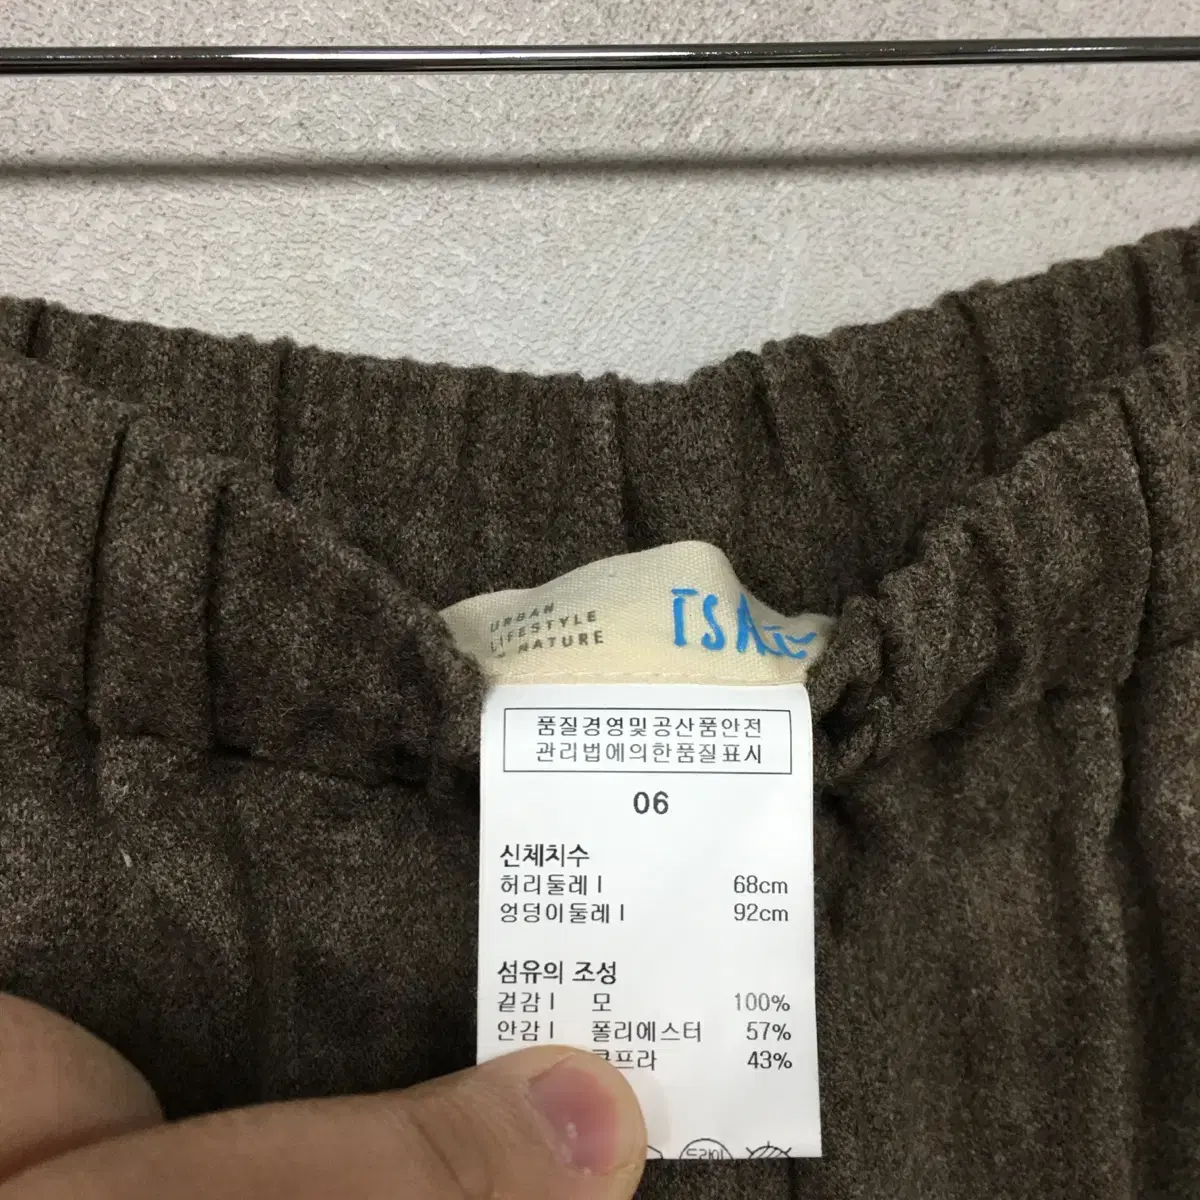 URBAN
LIFESTYLE
NATURE
품질경영및공산품안전
관리법에의한품질표시
06
신체치수
허리둘레 I 68cm
엉덩이둘레 I 92cm
섬유의 조성
겉감 I 모 100%
안감 I 폴리에스터 57%
43%
드라이